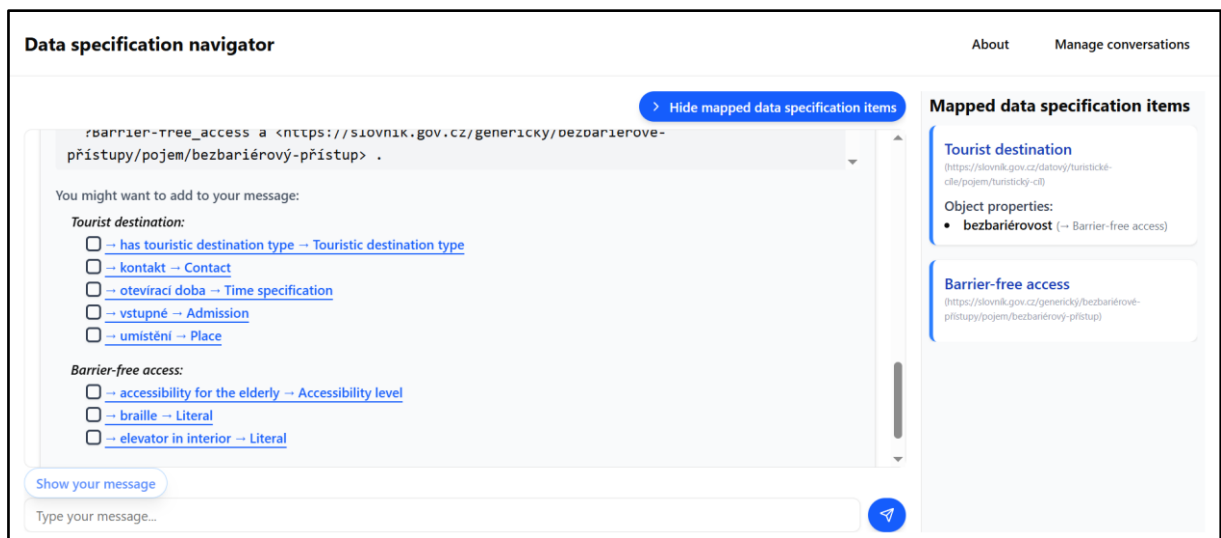 Data specification navigator
About
Manage conversations
Hide mapped data specification items
?Barrier-free_access a <https://slovník.gov.cz/generický/bezbariérové-
přístupy/pojem/bezbariérový-přístup> .
You might want to add to your message:
Tourist destination:
→ has touristic destination type → Touristic destination type
→ kontakt → Contact
→ otevírací doba → Time specification
→ vstupné → Admission
→ umístění → Place
Barrier-free access:
→ accessibility for the elderly → Accessibility level
→ braille → Literal
→ elevator in interior → Literal
Show your message
Type your message...
Mapped data specification items
Tourist destination
(https://slovník.gov.cz/datový/turistické-
cíle/pojem/turistický-cíl)
Object properties:
• bezbariérovost (→ Barrier-free access)
Barrier-free access
(https://slovník.gov.cz/generický/bezbariérové-
přístupy/pojem/bezbariérový-přístup)